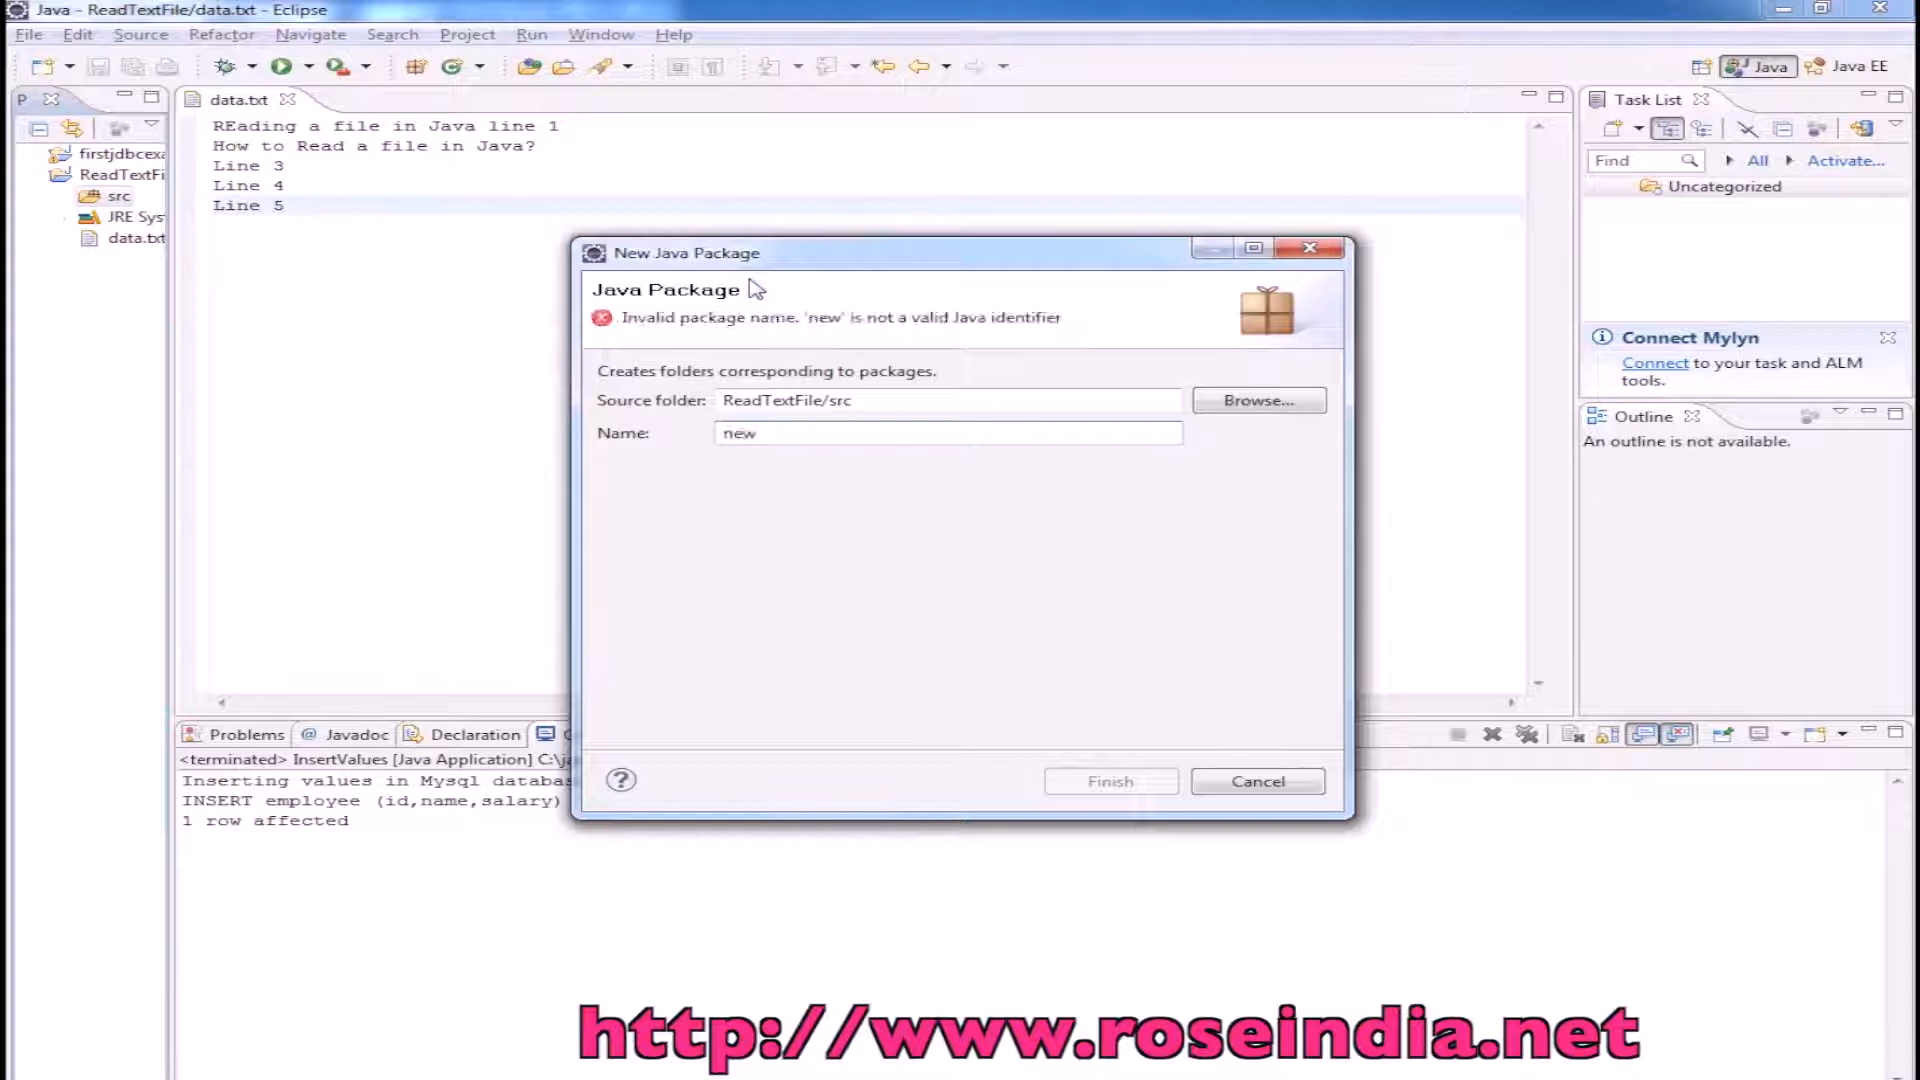 Java - ReadTextFile/data.txt - Eclipse
File Edit Source Refactor Navigate Search Project Run Window Help
Java Java EE
P
data.txt
Task List
REading a file in Java line 1
How to Read a file in Java?
Line 3
Line 4
Line 5
firstjdbcexa
ReadTextFi
src
JRE Sys
data.txt
Find All Activate...
Uncategorized
New Java Package
Java Package
Invalid package name. 'new' is not a valid Java identifier
Creates folders corresponding to packages.
Source folder: ReadTextFile/src Browse...
Name: new
? Finish Cancel
Connect Mylyn
Connect to your task and ALM
tools.
Outline
An outline is not available.
Problems @ Javadoc Declaration
<terminated> InsertValues [Java Application] C:\ja
Inserting values in Mysql databas
INSERT employee (id,name,salary)
1 row affected
http://www.roseindia.net